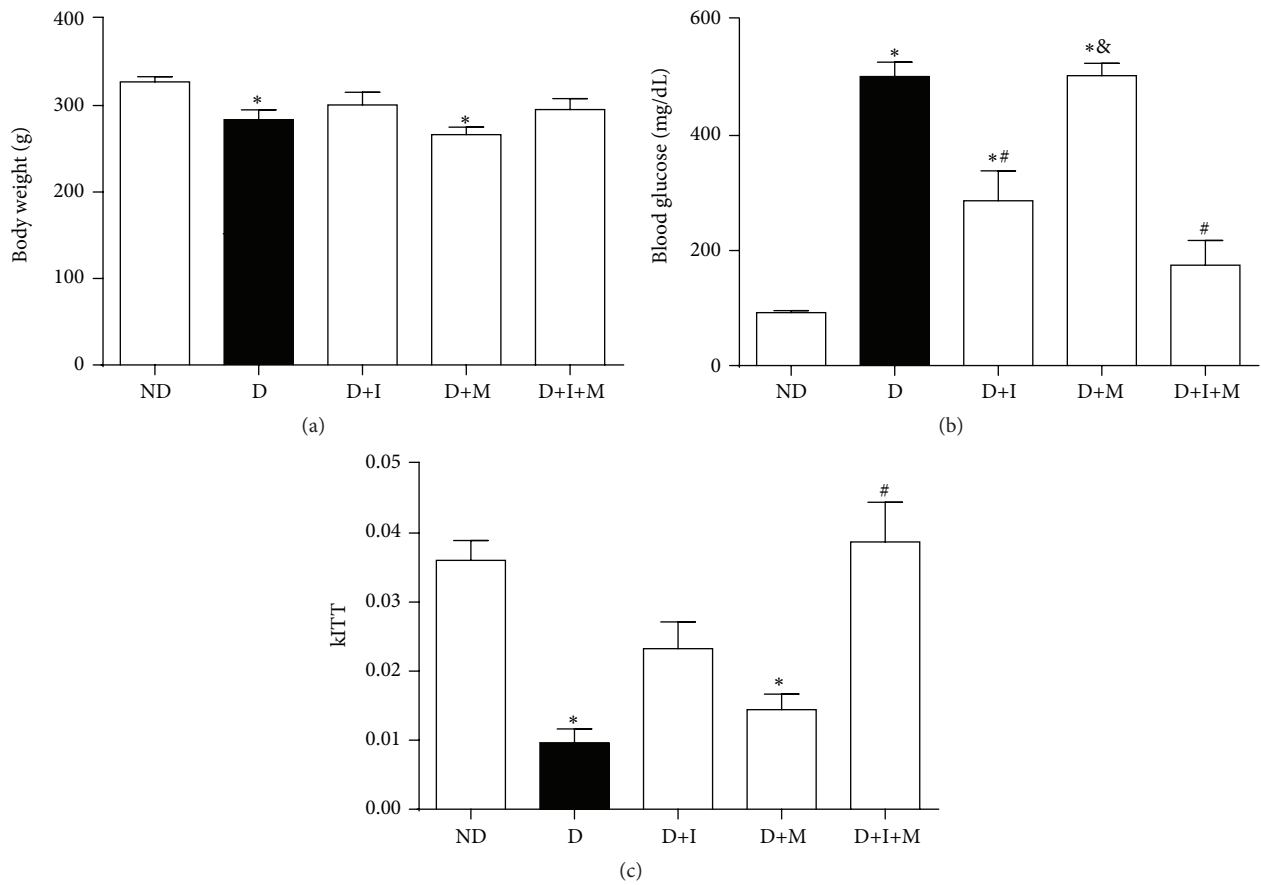 400
300
200
100
0
Body weight (g)
*
*
ND D D+I D+M D+I+M
(a)
600
400
200
0
Blood glucose (mg/dL)
*
*#
*&
#
ND D D+I D+M D+I+M
(b)
0.05
0.04
0.03
0.02
0.01
0.00
kITT
*
*
#
ND D D+I D+M D+I+M
(c)